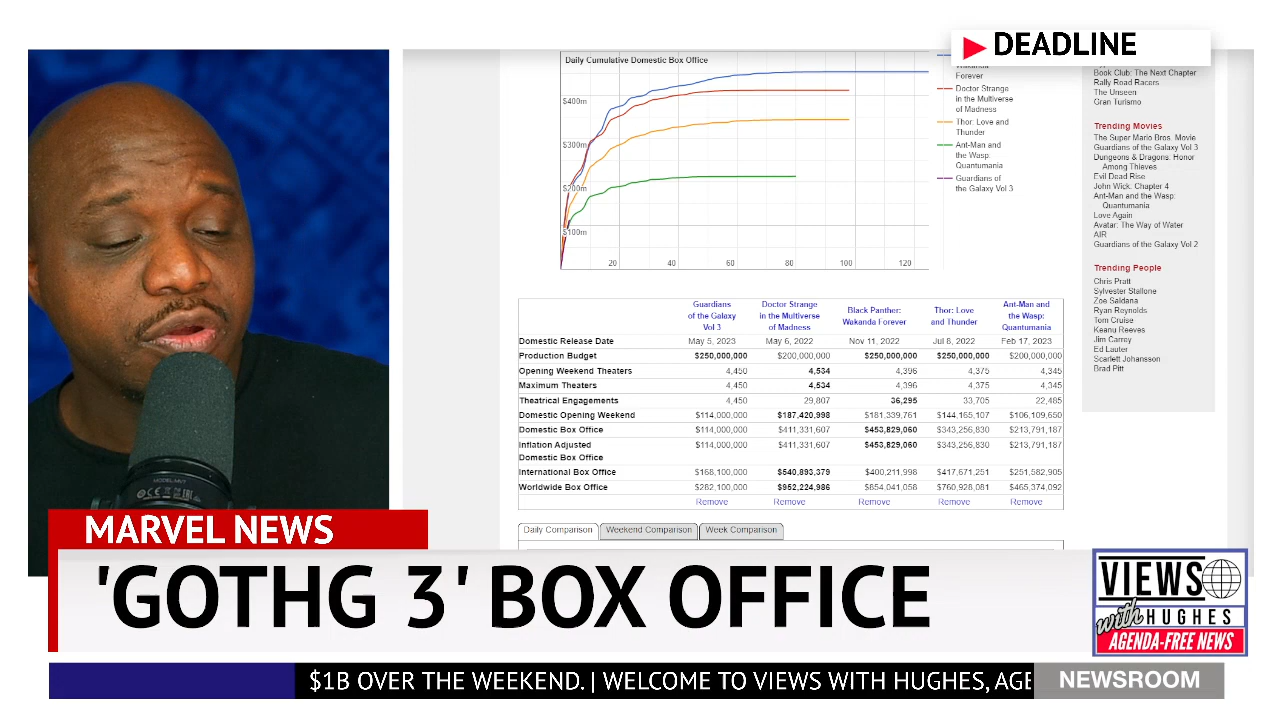 DEADLINE
Daily Cumulative Domestic Box Office
$400m
$300m
$200m
$100m
20 40 60 80 100 120
Forever
Doctor Strange
in the Multiverse
of Madness
Thor: Love and
Thunder
Ant-Man and
the Wasp:
Quantumania
Guardians of
the Galaxy Vol 3
Book Club: The Next Chapter
Rally Road Racers
The Unseen
Gran Turismo
Trending Movies
The Super Mario Bros. Movie
Guardians of the Galaxy Vol 3
Dungeons & Dragons: Honor
Among Thieves
Evil Dead Rise
John Wick: Chapter 4
Ant-Man and the Wasp:
Quantumania
Love Again
Avatar: The Way of Water
AIR
Guardians of the Galaxy Vol 2
Trending People
Chris Pratt
Sylvester Stallone
Zoe Saldana
Ryan Reynolds
Tom Cruise
Keanu Reeves
Jim Carrey
Ed Lauter
Scarlett Johansson
Brad Pitt
Guardians of the Galaxy Vol 3 Doctor Strange in the Multiverse of Madness Black Panther: Wakanda Forever Thor: Love and Thunder Ant-Man and the Wasp: Quantumania
Domestic Release Date May 5, 2023 May 6, 2022 Nov 11, 2022 Jul 8, 2022 Feb 17, 2023
Production Budget $250,000,000 $200,000,000 $250,000,000 $250,000,000 $200,000,000
Opening Weekend Theaters 4,450 4,534 4,396 4,375 4,345
Maximum Theaters 4,450 4,534 4,396 4,375 4,345
Theatrical Engagements 4,450 29,807 36,295 33,705 22,485
Domestic Opening Weekend $114,000,000 $187,420,998 $181,339,761 $144,165,107 $106,109,650
Domestic Box Office $114,000,000 $411,331,607 $453,829,060 $343,256,830 $213,791,187
Inflation Adjusted $114,000,000 $411,331,607 $453,829,060 $343,256,830 $213,791,187
Domestic Box Office
International Box Office $168,100,000 $540,893,379 $400,211,998 $417,671,251 $251,582,905
Worldwide Box Office $282,100,000 $952,224,986 $854,041,058 $760,928,081 $465,374,092
Remove Remove Remove Remove Remove
Daily Comparison Weekend Comparison Week Comparison
MARVEL NEWS
'GOTHG 3' BOX OFFICE
VIEWS
with HUGHES
AGENDA-FREE NEWS
$1B OVER THE WEEKEND. | WELCOME TO VIEWS WITH HUGHES, AGE
NEWSROOM